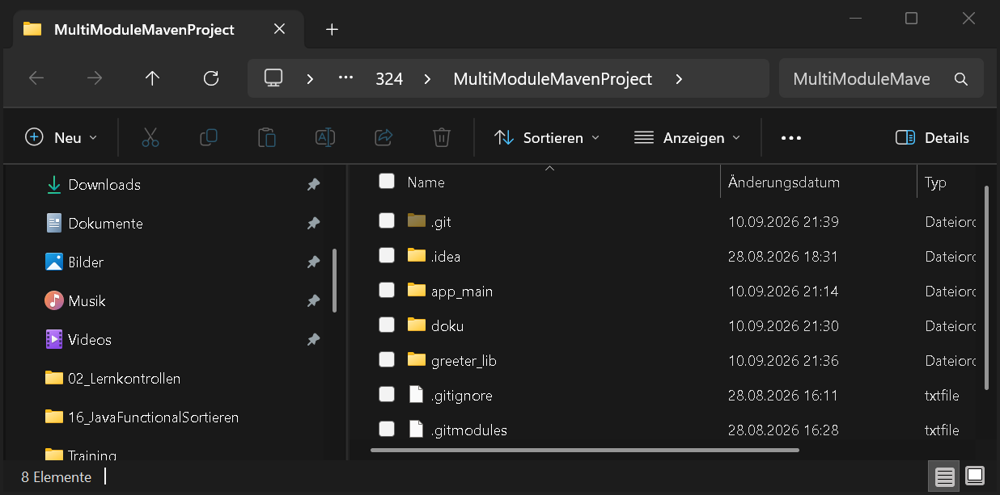 MultiModuleMavenProject
324 MultiModuleMavenProject MultiModuleMave
Neu Sortieren Anzeigen Details
Downloads
Dokumente
Bilder
Musik
Videos
02_Lernkontrollen
16_JavaFunctionalSortieren
Training
Name Änderungsdatum Typ
.git 10.09.2026 21:39 Dateiord
.idea 28.08.2026 18:31 Dateiord
app_main 10.09.2026 21:14 Dateiord
doku 10.09.2026 21:30 Dateiord
greeter_lib 10.09.2026 21:36 Dateiord
.gitignore 28.08.2026 16:11 txtfile
.gitmodules 28.08.2026 16:28 txtfile
8 Elemente